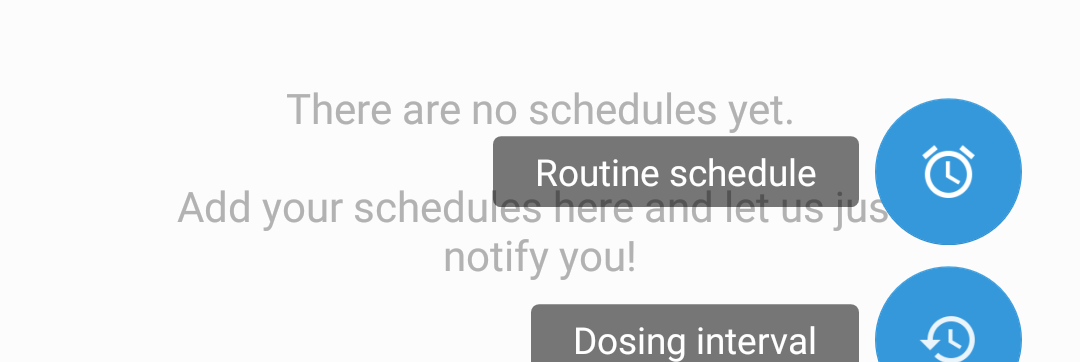 There are no schedules yet.
Routine schedule
Add your schedules here and let us jus
notify you!
Dosing interval